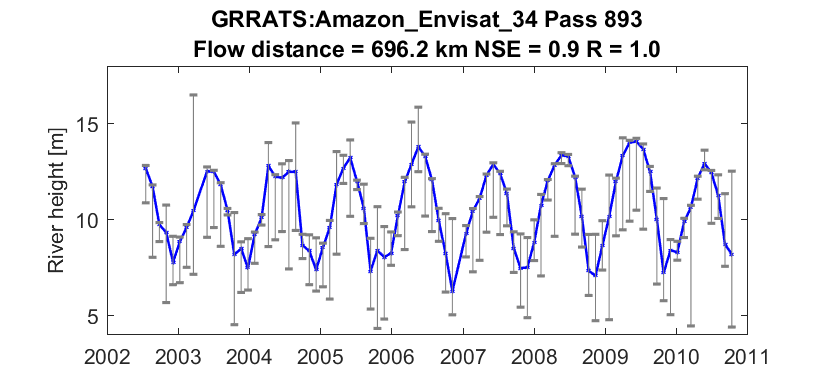 GRRATS:Amazon_Envisat_34 Pass 893
Flow distance = 696.2 km NSE = 0.9 R = 1.0
River height [m]
15
10
5
2002 2003 2004 2005 2006 2007 2008 2009 2010 2011